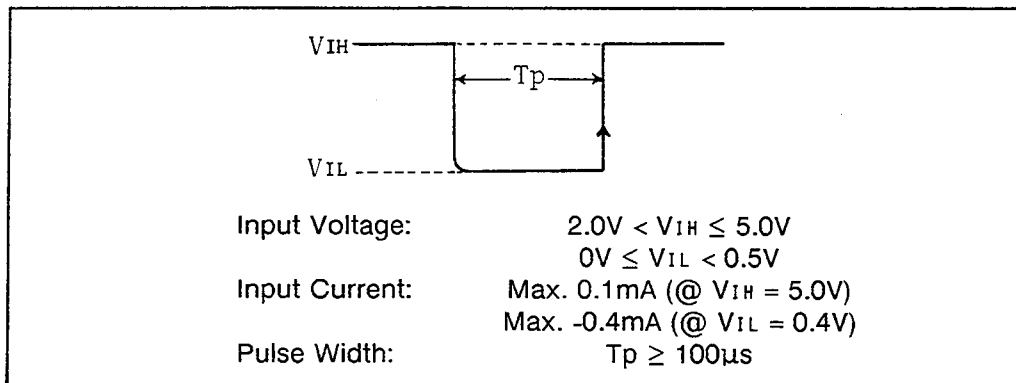 VIH
Tp
VIL
Input Voltage: 2.0V < VIH ≤ 5.0V
0V ≤ VIL < 0.5V
Input Current: Max. 0.1mA (@ VIH = 5.0V)
Max. -0.4mA (@ VIL = 0.4V)
Pulse Width: Tp ≥ 100µs